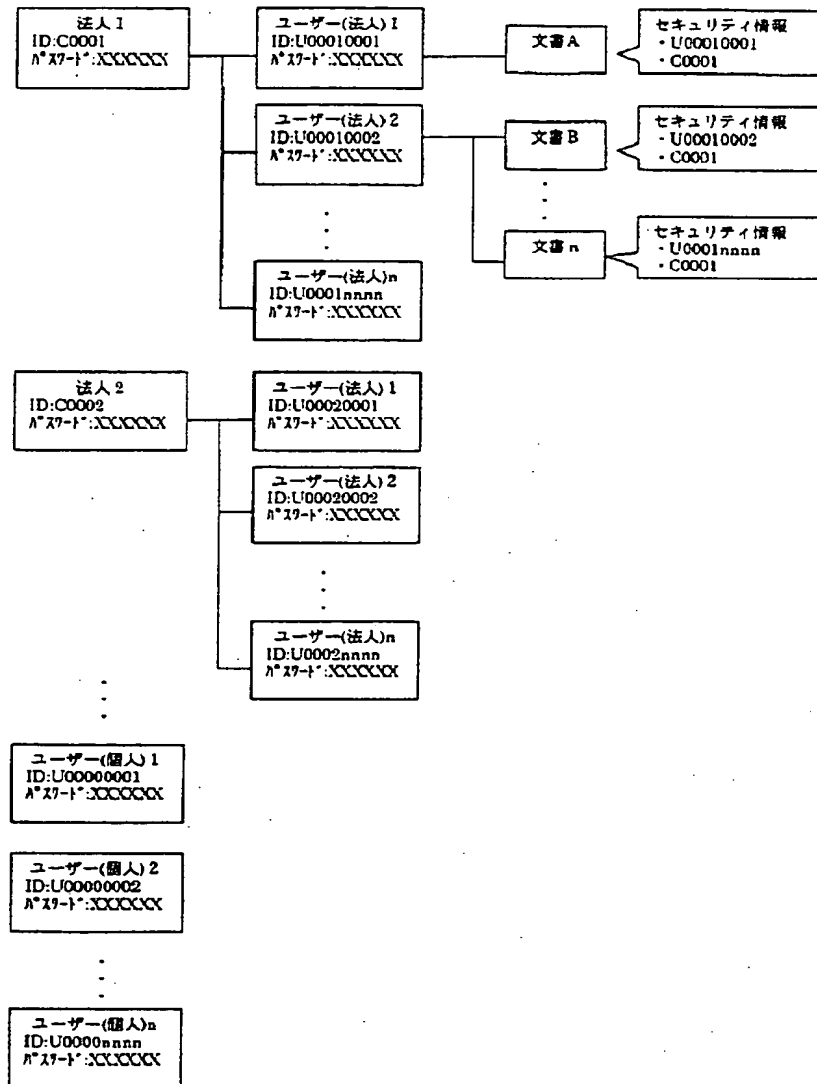 法人1
ID:C0001
ﾊﾟｽﾜｰﾄﾞ:XXXXXX
ユーザー(法人)1
ID:U00010001
ﾊﾟｽﾜｰﾄﾞ:XXXXXX
文書A
セキュリティ情報
・U00010001
・C0001
ユーザー(法人)2
ID:U00010002
ﾊﾟｽﾜｰﾄﾞ:XXXXXX
文書B
セキュリティ情報
・U00010002
・C0001
文書n
セキュリティ情報
・U0001nnnn
・C0001
ユーザー(法人)n
ID:U0001nnnn
ﾊﾟｽﾜｰﾄﾞ:XXXXXX
法人2
ID:C0002
ﾊﾟｽﾜｰﾄﾞ:XXXXXX
ユーザー(法人)1
ID:U00020001
ﾊﾟｽﾜｰﾄﾞ:XXXXXX
ユーザー(法人)2
ID:U00020002
ﾊﾟｽﾜｰﾄﾞ:XXXXXX
ユーザー(法人)n
ID:U0002nnnn
ﾊﾟｽﾜｰﾄﾞ:XXXXXX
ユーザー(個人)1
ID:U00000001
ﾊﾟｽﾜｰﾄﾞ:XXXXXX
ユーザー(個人)2
ID:U00000002
ﾊﾟｽﾜｰﾄﾞ:XXXXXX
ユーザー(個人)n
ID:U0000nnnn
ﾊﾟｽﾜｰﾄﾞ:XXXXXX